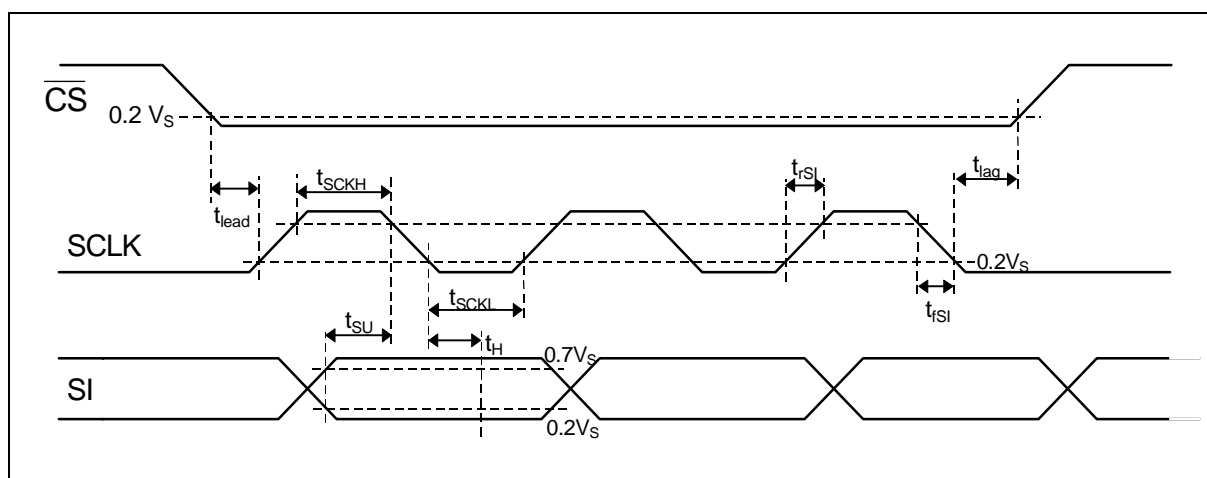 CS
0.2 VS
tSCKH
trSI
tlag
tlead
SCLK
0.2VS
tSCKL
tfSI
tSU
tH
0.7VS
SI
0.2VS